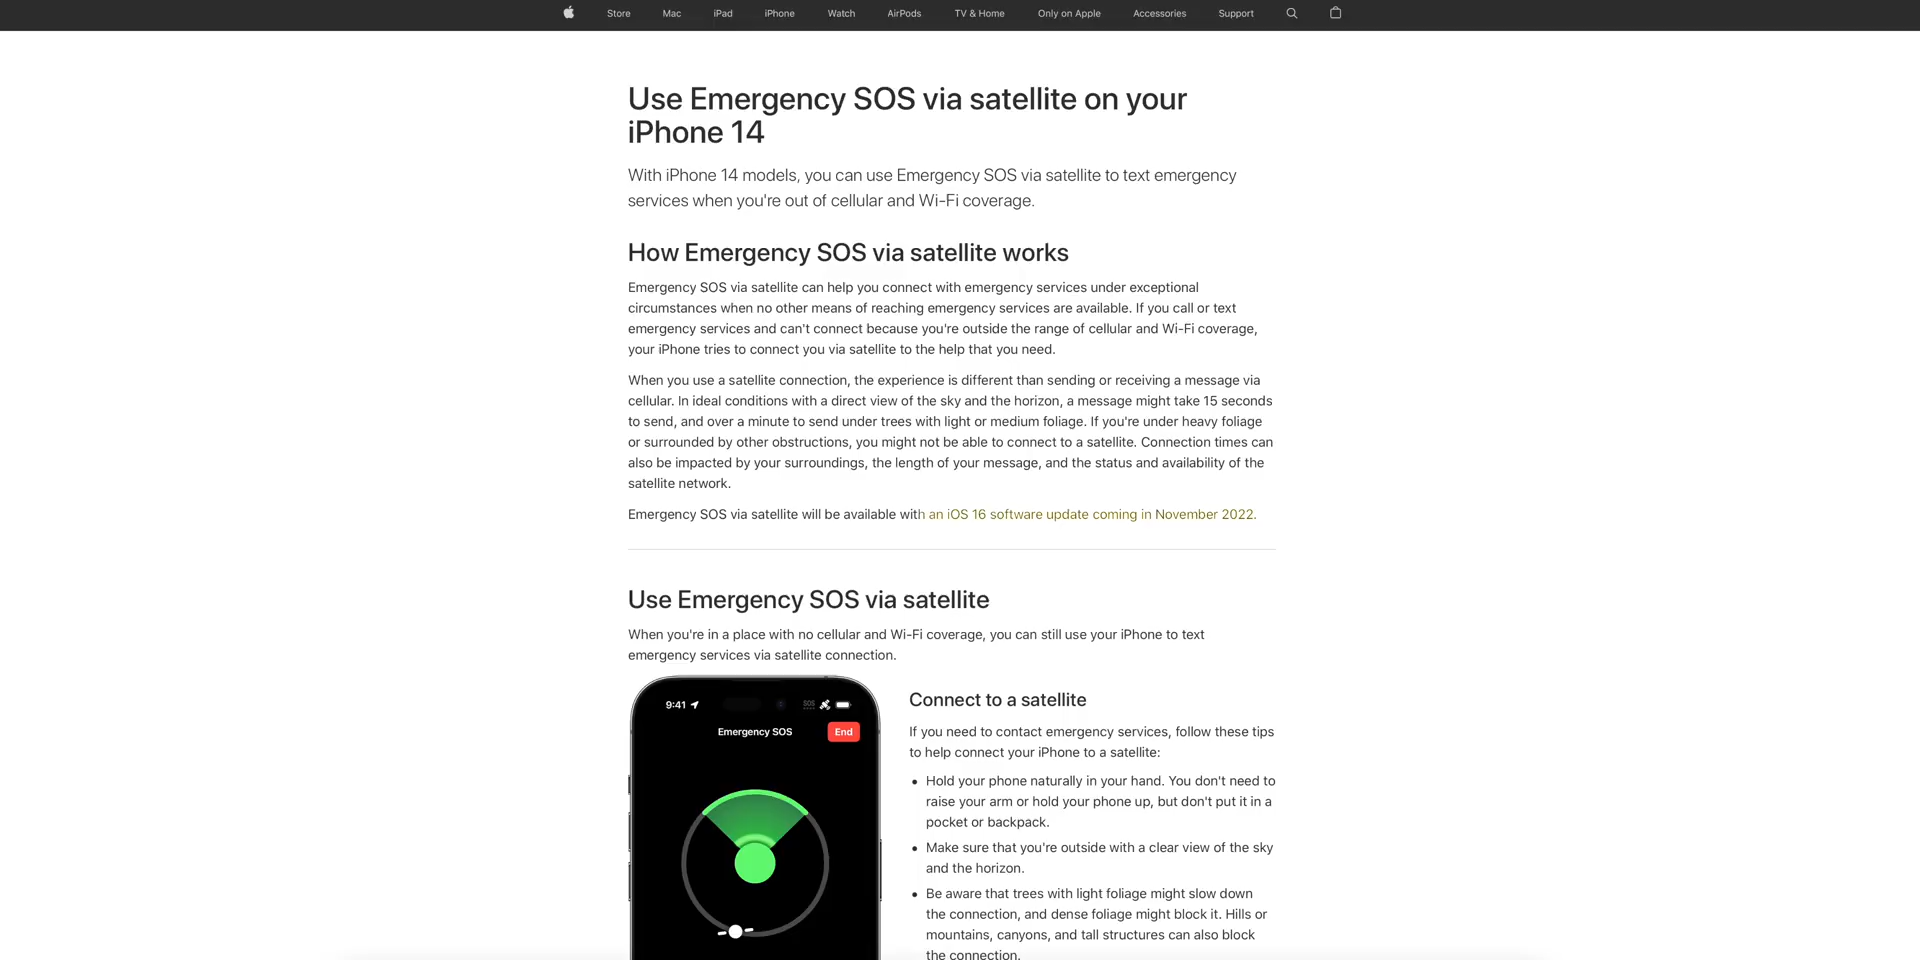 Store Mac iPad iPhone Watch AirPods TV & Home Only on Apple Accessories Support
Use Emergency SOS via satellite on your
iPhone 14
With iPhone 14 models, you can use Emergency SOS via satellite to text emergency
services when you're out of cellular and Wi-Fi coverage.
How Emergency SOS via satellite works
Emergency SOS via satellite can help you connect with emergency services under exceptional
circumstances when no other means of reaching emergency services are available. If you call or text
emergency services and can't connect because you're outside the range of cellular and Wi-Fi coverage,
your iPhone tries to connect you via satellite to the help that you need.
When you use a satellite connection, the experience is different than sending or receiving a message via
cellular. In ideal conditions with a direct view of the sky and the horizon, a message might take 15 seconds
to send, and over a minute to send under trees with light or medium foliage. If you're under heavy foliage
or surrounded by other obstructions, you might not be able to connect to a satellite. Connection times can
also be impacted by your surroundings, the length of your message, and the status and availability of the
satellite network.
Emergency SOS via satellite will be available with an iOS 16 software update coming in November 2022.
Use Emergency SOS via satellite
When you're in a place with no cellular and Wi-Fi coverage, you can still use your iPhone to text
emergency services via satellite connection.
9:41 SOS
Emergency SOS End
Connect to a satellite
If you need to contact emergency services, follow these tips
to help connect your iPhone to a satellite:
• Hold your phone naturally in your hand. You don't need to
raise your arm or hold your phone up, but don't put it in a
pocket or backpack.
• Make sure that you're outside with a clear view of the sky
and the horizon.
• Be aware that trees with light foliage might slow down
the connection, and dense foliage might block it. Hills or
mountains, canyons, and tall structures can also block
the connection.